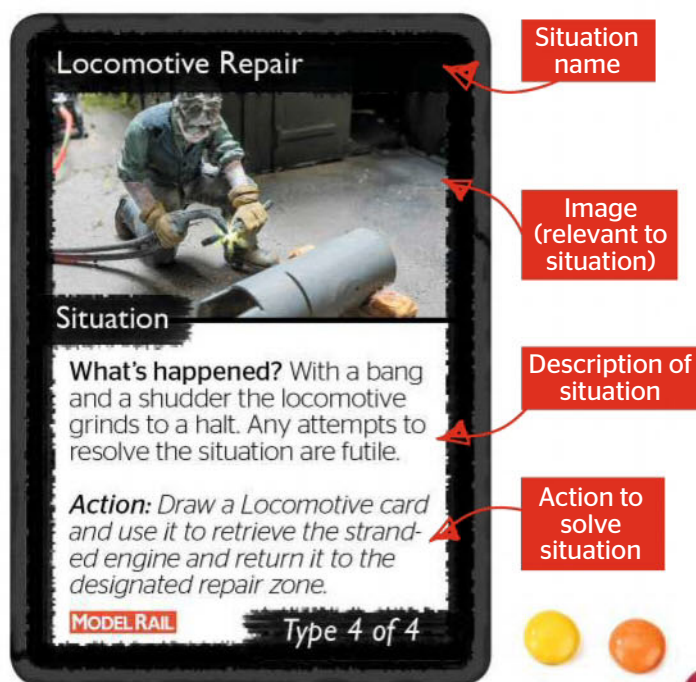 Locomotive Repair
Situation
What's happened? With a bang
and a shudder the locomotive
grinds to a halt. Any attempts to
resolve the situation are futile.
Action: Draw a Locomotive card
and use it to retrieve the strand-
ed engine and return it to the
designated repair zone.
MODEL RAIL
Type 4 of 4
Situation
name
Image
(relevant to
situation)
Description of
situation
Action to
solve
situation